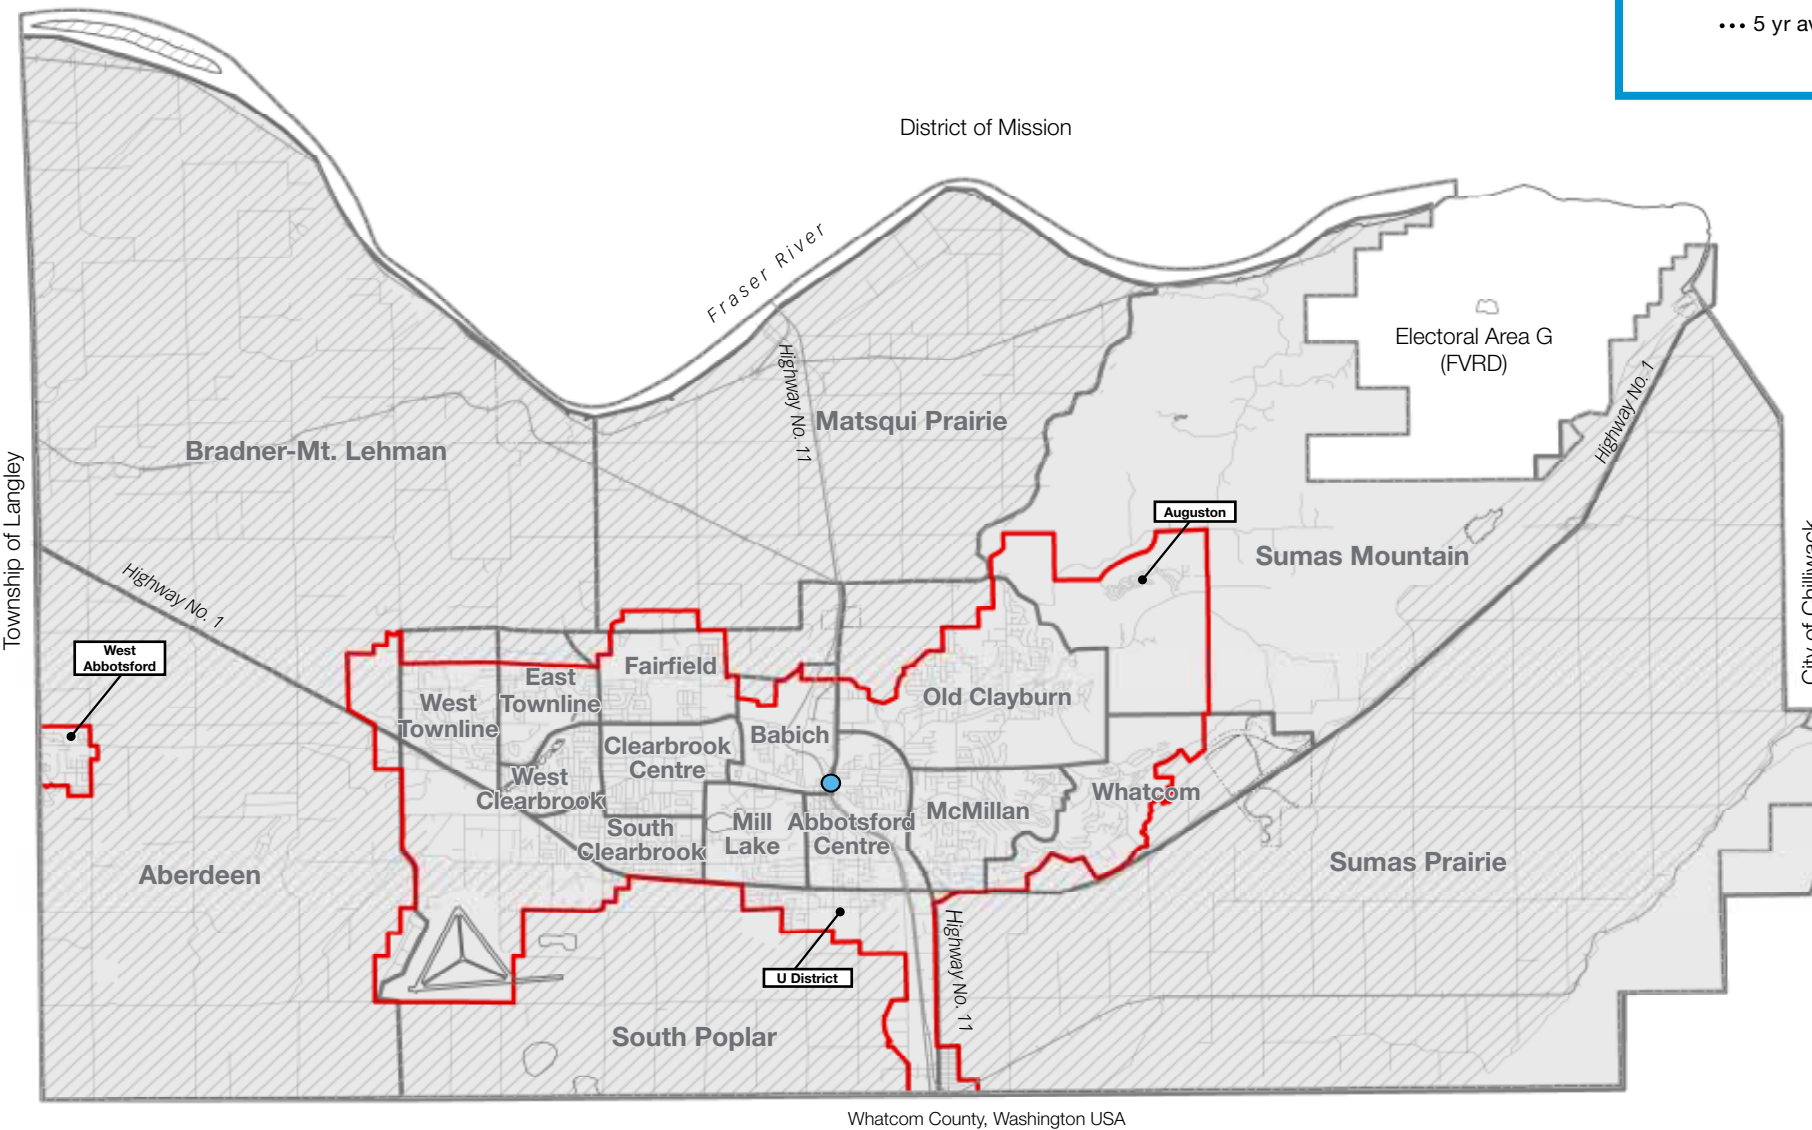 ••• 5 yr av
District of Mission
Fraser River
Electoral Area G
(FVRD)
Highway No. 11
Highway No. 1
Matsqui Prairie
Bradner-Mt. Lehman
Township of Langley
Auguston
Sumas Mountain
City of Chilliwack
Highway No. 1
West
Abbotsford
Fairfield
East
Townline
West
Townline
Old Clayburn
Babich
Clearbrook
Centre
West
Clearbrook
Whatcom
McMillan
Mill
Lake
Abbotsford
Centre
South
Clearbrook
Sumas Prairie
Aberdeen
U District
Highway No. 11
South Poplar
Whatcom County, Washington USA